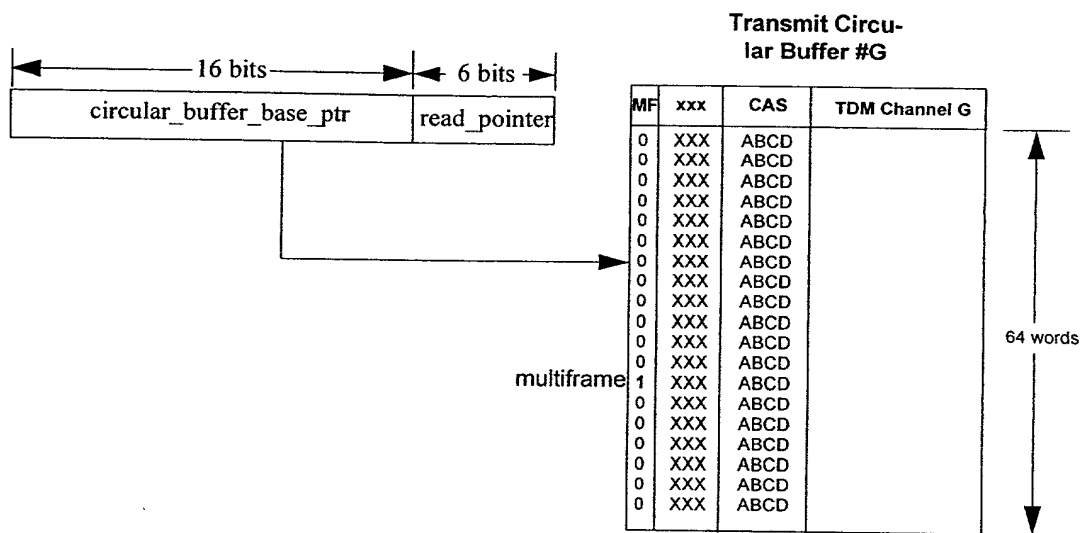 Transmit Circu-
lar Buffer #G
16 bits
6 bits
circular_buffer_base_ptr
read_pointer
MF xxx CAS TDM Channel G
0 XXX ABCD
0 XXX ABCD
0 XXX ABCD
0 XXX ABCD
0 XXX ABCD
0 XXX ABCD
0 XXX ABCD
0 XXX ABCD
0 XXX ABCD
0 XXX ABCD
0 XXX ABCD
0 XXX ABCD
multiframe 1 XXX ABCD
0 XXX ABCD
0 XXX ABCD
0 XXX ABCD
0 XXX ABCD
0 XXX ABCD
0 XXX ABCD
64 words